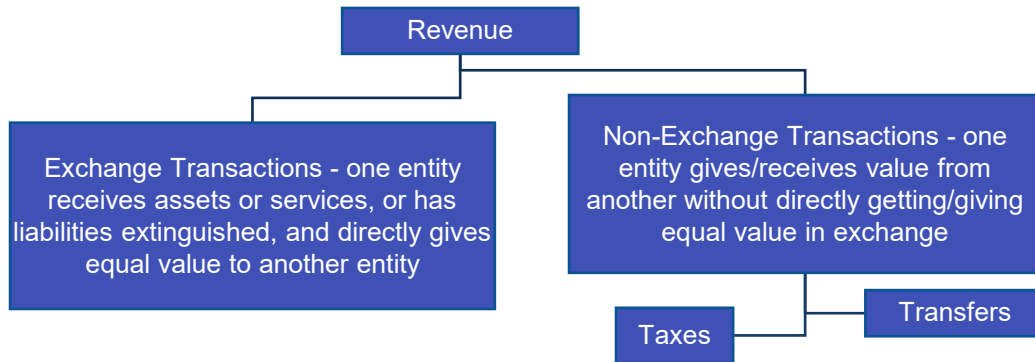 Revenue
Exchange Transactions - one entity
receives assets or services, or has
liabilities extinguished, and directly gives
equal value to another entity
Non-Exchange Transactions - one
entity gives/receives value from
another without directly getting/giving
equal value in exchange
Taxes
Transfers